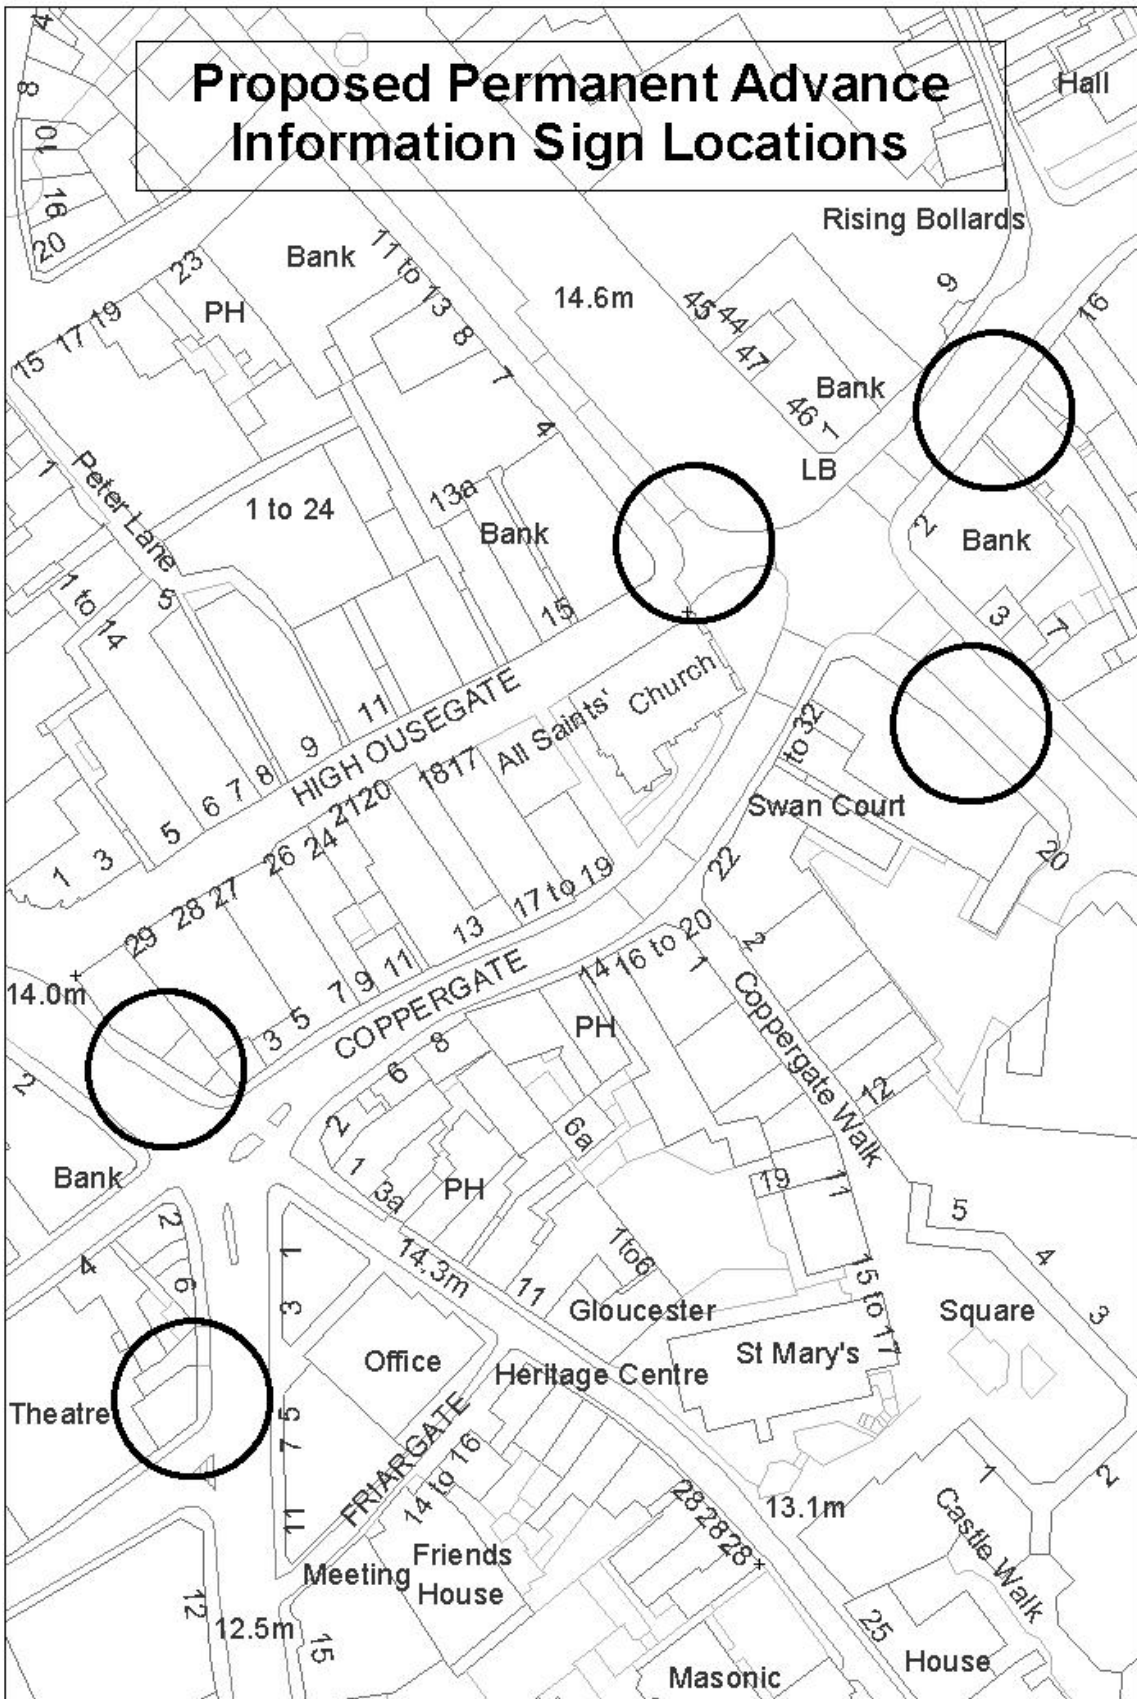 Proposed Permanent Advance
Information Sign Locations
4
8
10
16
20
Hall
Rising Bollards
9
16
23
PH
Bank
11 to 13
8
7
4
14.6m
45
44
47
46
1
Bank
LB
15
17
19
1
Peter Lane
1 to 24
13a
Bank
15
2
Bank
3
7
1 to 14
5
11
9
HIGH OUSEGATE
All Saints'
Church
to 32
Swan Court
20
22
1
3
5
6
7
8
18
17
21
20
26
24
28
27
29
14.0m
17 to 19
13
11
9
7
5
3
COPPERGATE
14
16 to 20
1
2
Coppergate Walk
12
PH
8
6
2
1
3a
PH
6a
2
Bank
19
11
5
4
3
2
4
6
1
3
14.3m
11
1to6
15 to 17
Gloucester
Square
Office
Heritage Centre
St Mary's
Theatre
5
7
11
FRIARGATE
14 to 16
28
28
28
13.1m
1
2
Castle Walk
Meeting
Friends
House
12
12.5m
15
25
House
Masonic